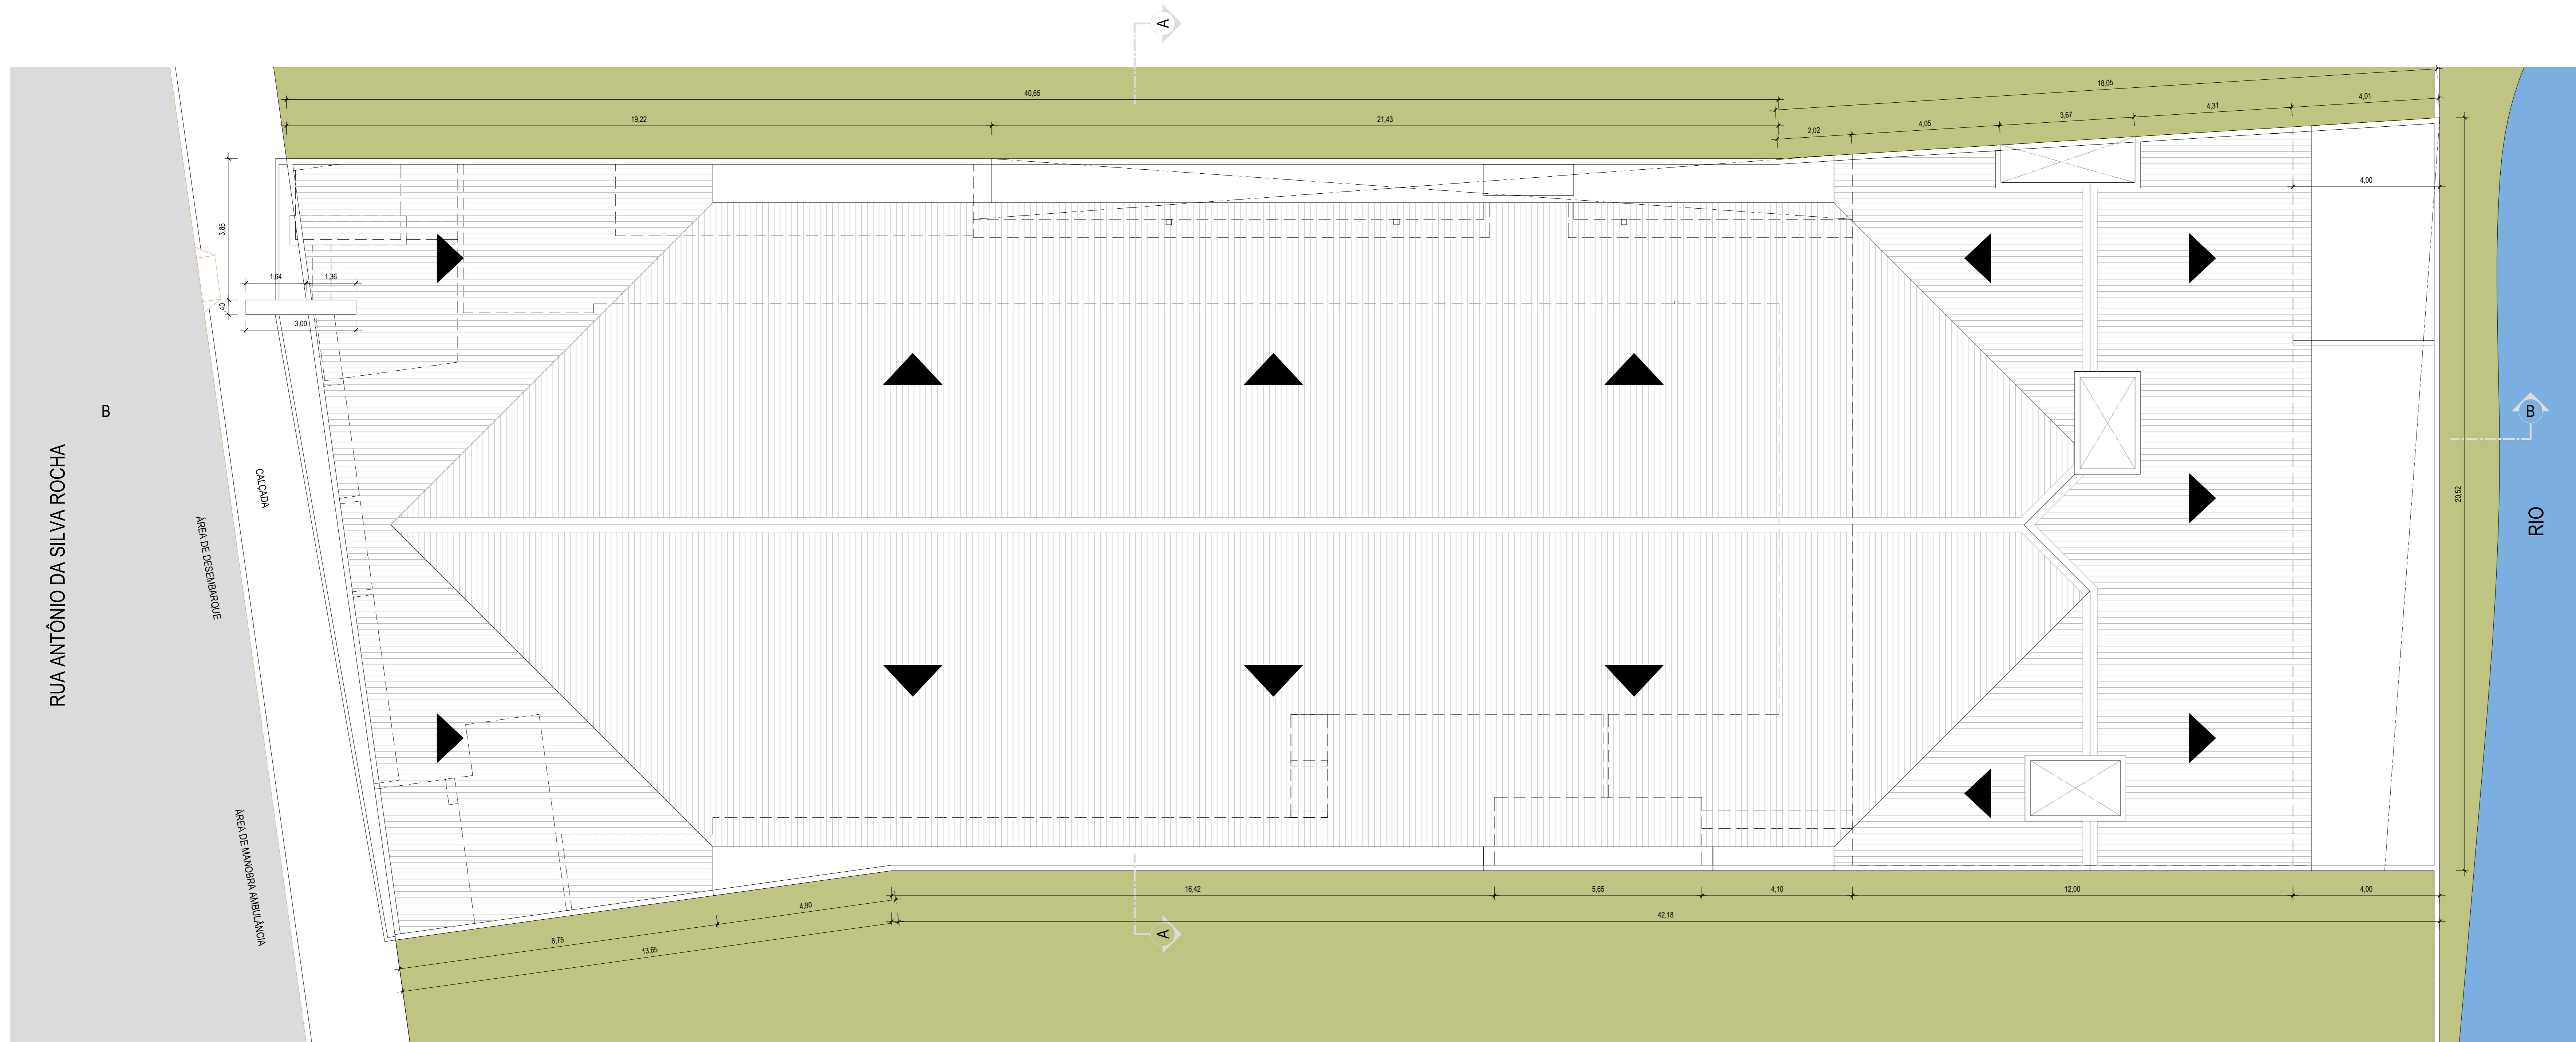 A
18,05
40,65
4,01
4,31
3,67
19,22
21,43
4,05
2,02
4,00
3,85
1,64
1,36
,40
3,00
B
B
RUA ANTÔNIO DA SILVA ROCHA
CALÇADA
ÁREA DE DESEMBARQUE
20,52
RIO
ÁREA DE MANOBRA AMBULÂNCIA
16,42
5,65
4,10
12,00
4,00
4,90
42,18
A
8,75
13,65